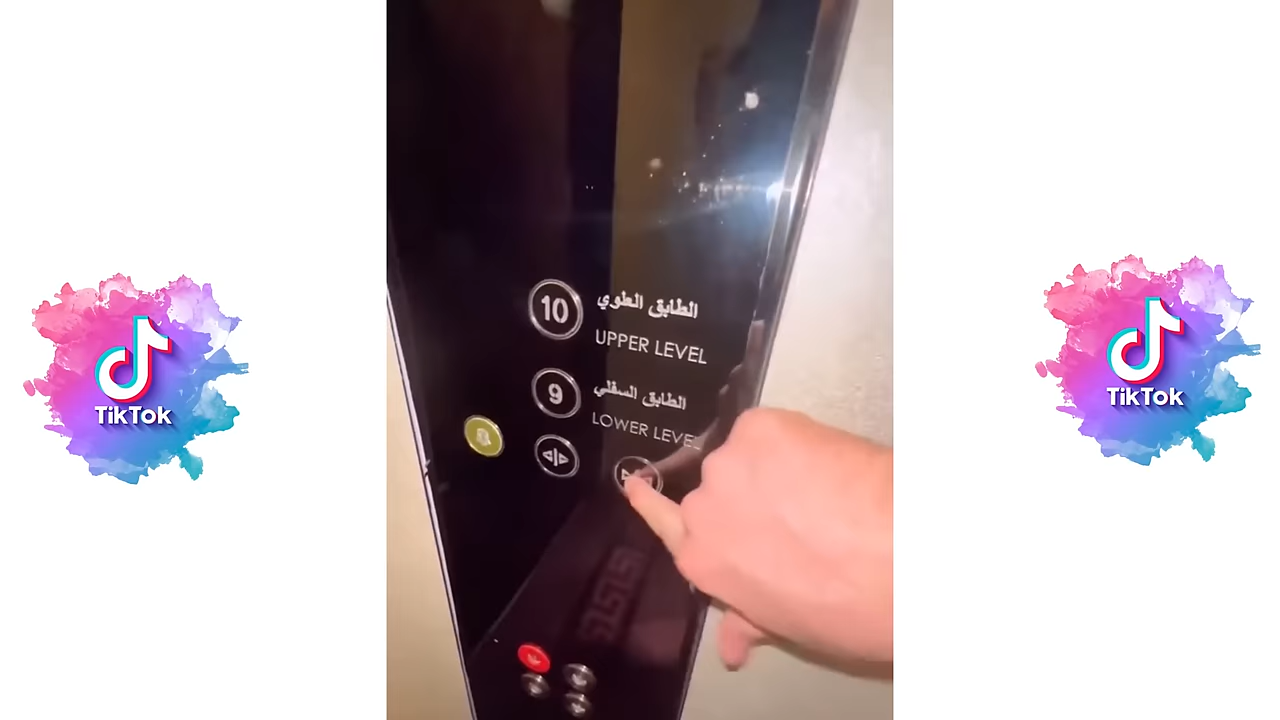 10
الطابق العلوي
UPPER LEVEL
9
الطابق السفلي
LOWER LEVEL
TikTok
TikTok